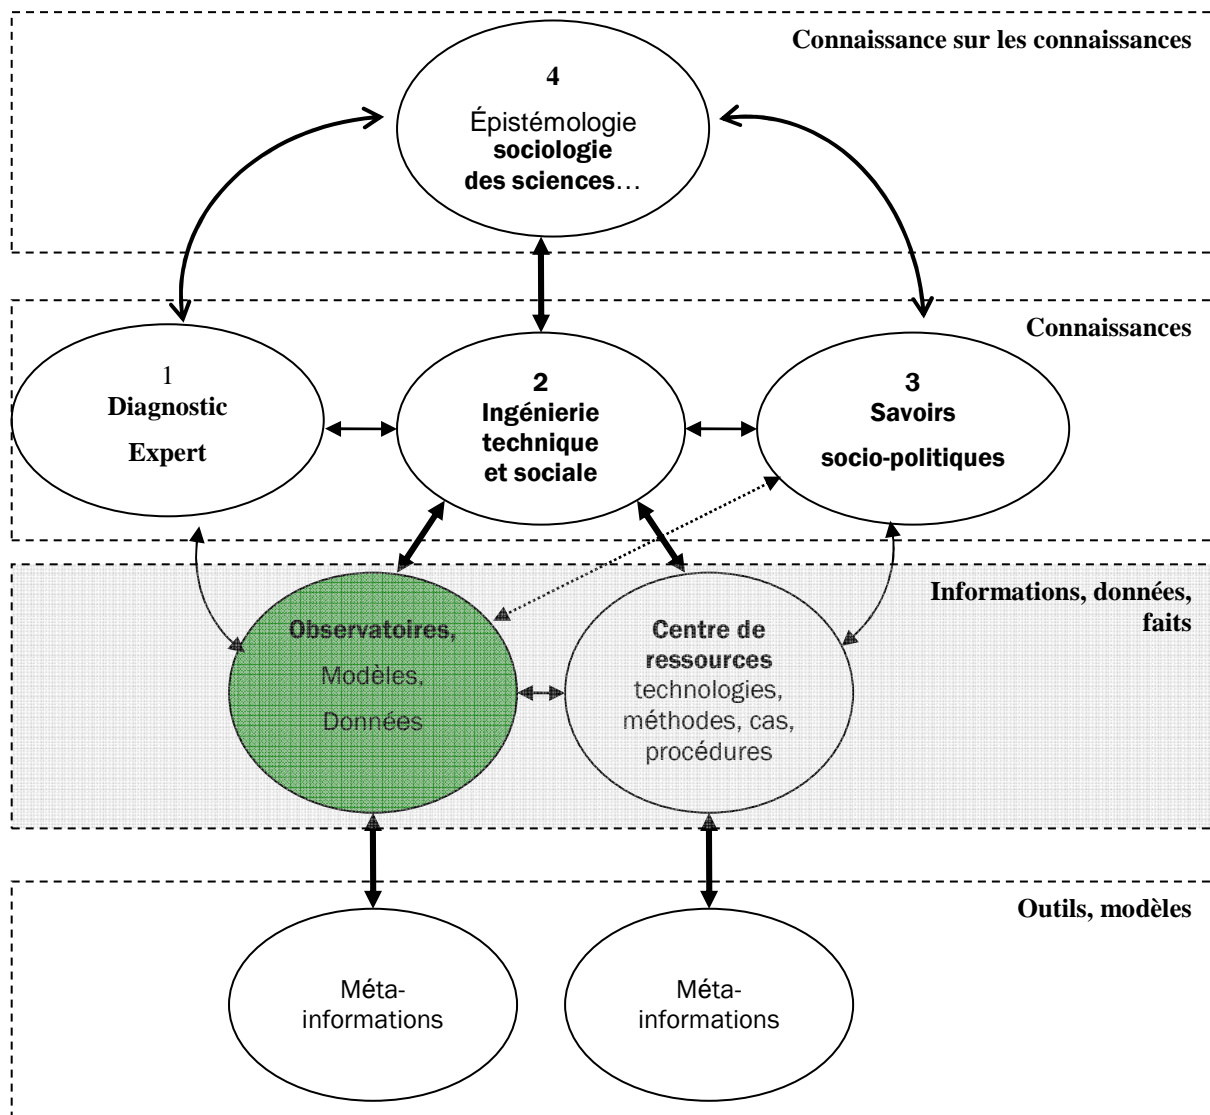 Connaissance sur les connaissances
4
Épistémologie
sociologie
des sciences…
Connaissances
1
Diagnostic
Expert
2
Ingénierie
technique
et sociale
3
Savoirs
socio-politiques
Informations, données,
faits
Observatoires,
Modèles,
Données
Centre de
ressources
technologies,
méthodes, cas,
procédures
Outils, modèles
Méta-
informations
Méta-
informations